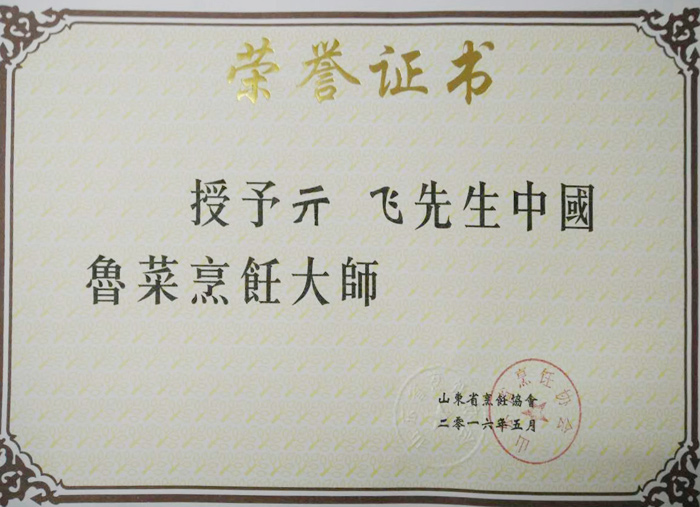 荣誉证书
授予亓 飞先生中國
魯菜烹飪大師
山東省烹飪協會
二零一六年五月